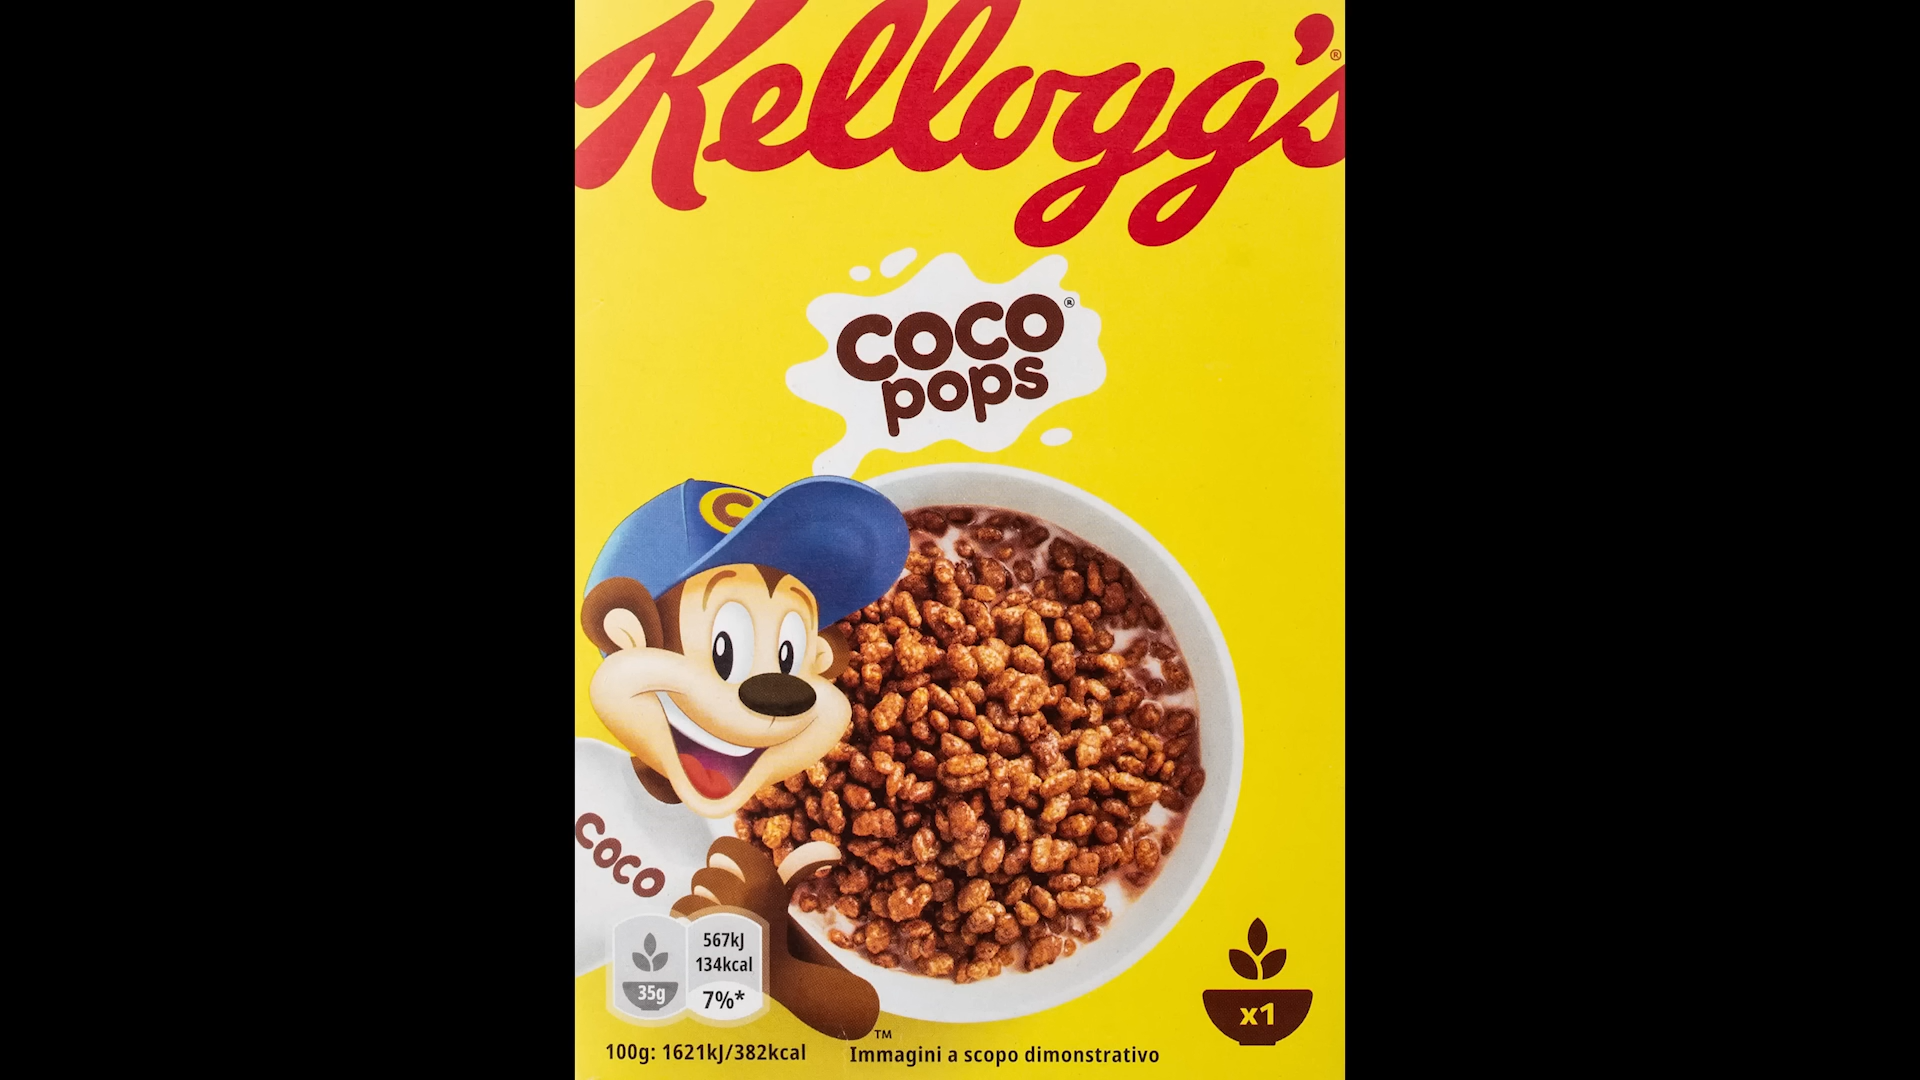 Kellogg's®
coco®
pops
C
coco
567kJ
134kcal
35g
7%*
x1
™
100g: 1621kJ/382kcal
Immagini a scopo dimonstrativo